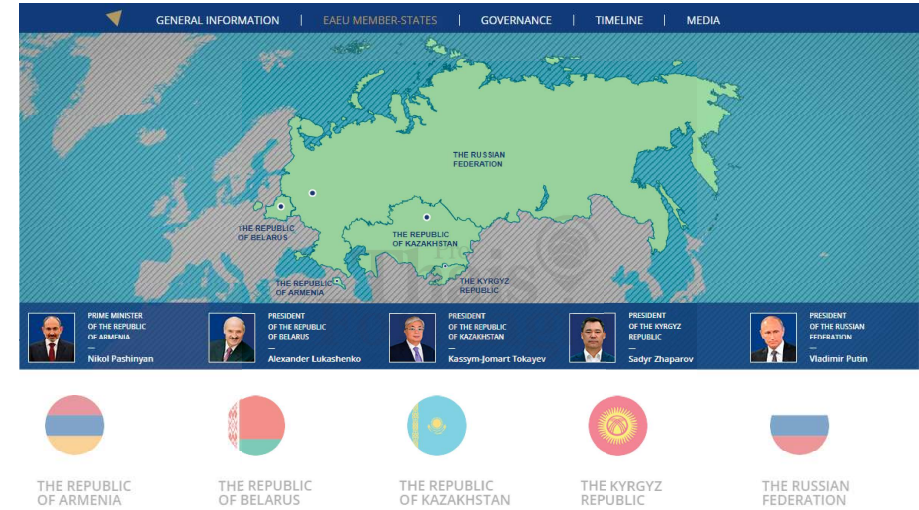 GENERAL INFORMATION | EAEU MEMBER-STATES | GOVERNANCE | TIMELINE | MEDIA
THE RUSSIAN
FEDERATION
THE REPUBLIC
OF BELARUS
THE REPUBLIC
OF KAZAKHSTAN
THE REPUBLIC
OF ARMENIA
THE KYRGYZ
REPUBLIC
PRIME MINISTER
OF THE REPUBLIC
OF ARMENIA
Nikol Pashinyan
PRESIDENT
OF THE REPUBLIC
OF BELARUS
Alexander Lukashenko
PRESIDENT
OF THE REPUBLIC
OF KAZAKHSTAN
Kassym-Jomart Tokayev
PRESIDENT
OF THE KYRGYZ
REPUBLIC
Sadyr Zhaparov
PRESIDENT
OF THE RUSSIAN
FEDERATION
Vladimir Putin
THE REPUBLIC
OF ARMENIA
THE REPUBLIC
OF BELARUS
THE REPUBLIC
OF KAZAKHSTAN
THE KYRGYZ
REPUBLIC
THE RUSSIAN
FEDERATION